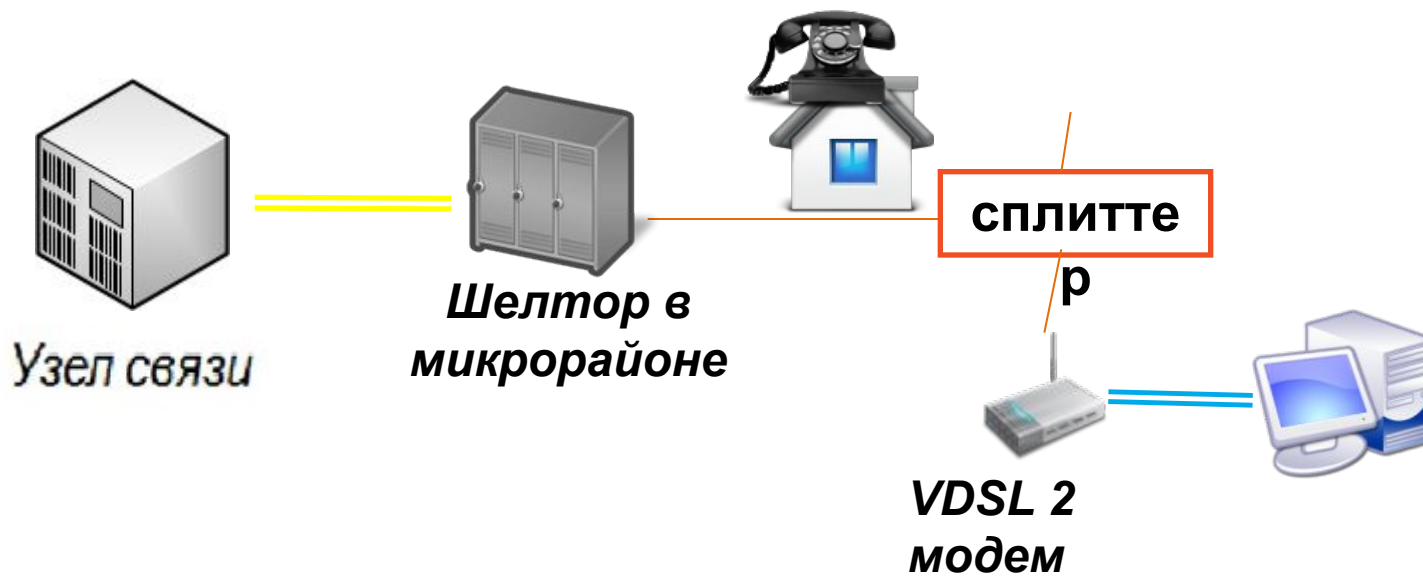 сплитте
р
Шелтор в
микрорайоне
Узел связи
VDSL 2
модем